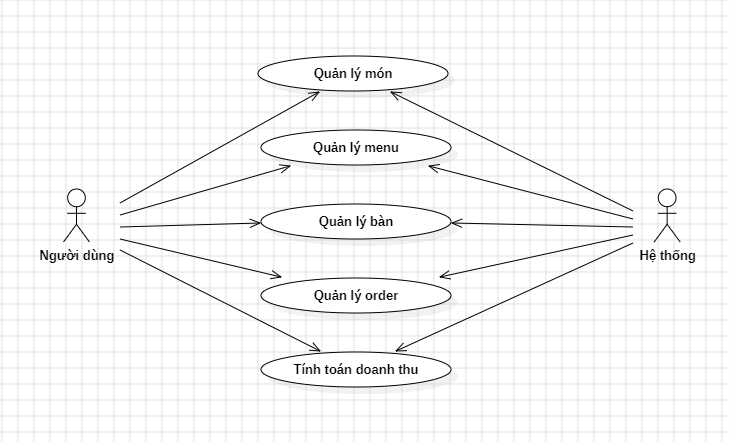 Quản lý món
Quản lý menu
Quản lý bàn
Người dùng
Hệ thống
Quản lý order
Tính toán doanh thu